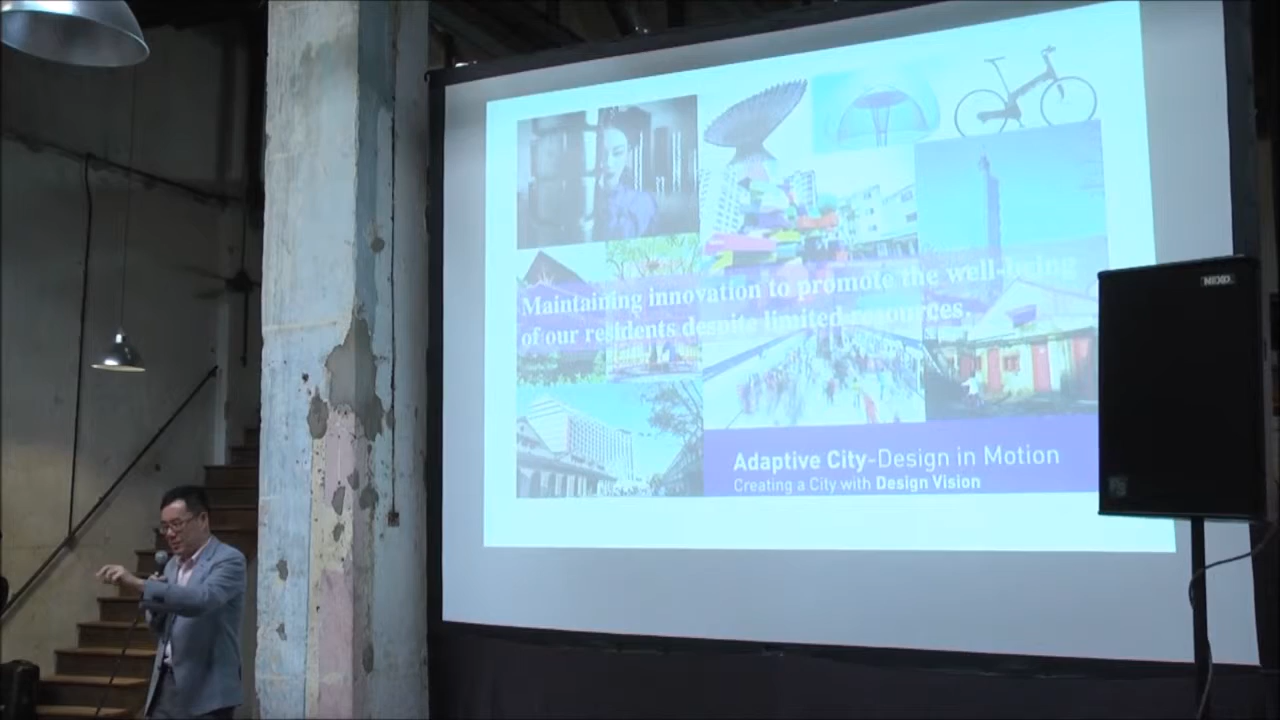 Maintaining innovation to promote the well-being
of our residents despite limited resources.
Adaptive City-Design in Motion
Creating a City with Design Vision
NEXO